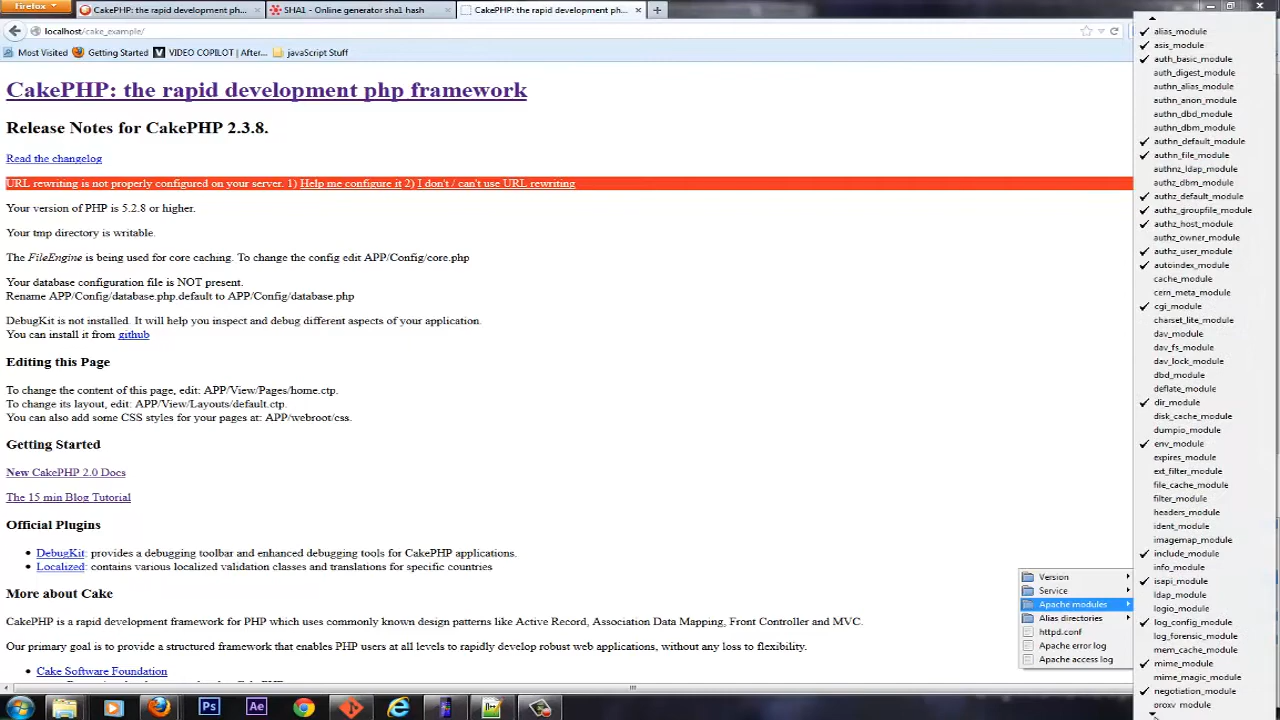 Firefox
CakePHP: the rapid development ph...
SHA1 - Online generator sha1 hash
CakePHP: the rapid development ph...
localhost/cake_example/
Most Visited
Getting Started
VIDEO COPILOT | After...
javaScript Stuff
CakePHP: the rapid development php framework
Release Notes for CakePHP 2.3.8.
Read the changelog
URL rewriting is not properly configured on your server. 1) Help me configure it 2) I don't / can't use URL rewriting
Your version of PHP is 5.2.8 or higher.
Your tmp directory is writable.
The FileEngine is being used for core caching. To change the config edit APP/Config/core.php
Your database configuration file is NOT present.
Rename APP/Config/database.php.default to APP/Config/database.php
DebugKit is not installed. It will help you inspect and debug different aspects of your application.
You can install it from github
Editing this Page
To change the content of this page, edit: APP/View/Pages/home.ctp.
To change its layout, edit: APP/View/Layouts/default.ctp.
You can also add some CSS styles for your pages at: APP/webroot/css.
Getting Started
New CakePHP 2.0 Docs
The 15 min Blog Tutorial
Official Plugins
DebugKit: provides a debugging toolbar and enhanced debugging tools for CakePHP applications.
Localized: contains various localized validation classes and translations for specific countries
More about Cake
CakePHP is a rapid development framework for PHP which uses commonly known design patterns like Active Record, Association Data Mapping, Front Controller and MVC.
Our primary goal is to provide a structured framework that enables PHP users at all levels to rapidly develop robust web applications, without any loss to flexibility.
Cake Software Foundation
Version
Service
Apache modules
Alias directories
httpd.conf
Apache error log
Apache access log
alias_module
asis_module
auth_basic_module
auth_digest_module
authn_alias_module
authn_anon_module
authn_dbd_module
authn_dbm_module
authn_default_module
authn_file_module
authnz_ldap_module
authz_dbm_module
authz_default_module
authz_groupfile_module
authz_host_module
authz_owner_module
authz_user_module
autoindex_module
cache_module
cern_meta_module
cgi_module
charset_lite_module
dav_module
dav_fs_module
dav_lock_module
dbd_module
deflate_module
dir_module
disk_cache_module
dumpio_module
env_module
expires_module
ext_filter_module
file_cache_module
filter_module
headers_module
ident_module
imagemap_module
include_module
info_module
isapi_module
ldap_module
logio_module
log_config_module
log_forensic_module
mem_cache_module
mime_module
mime_magic_module
negotiation_module
proxy_module
Ps
Ae